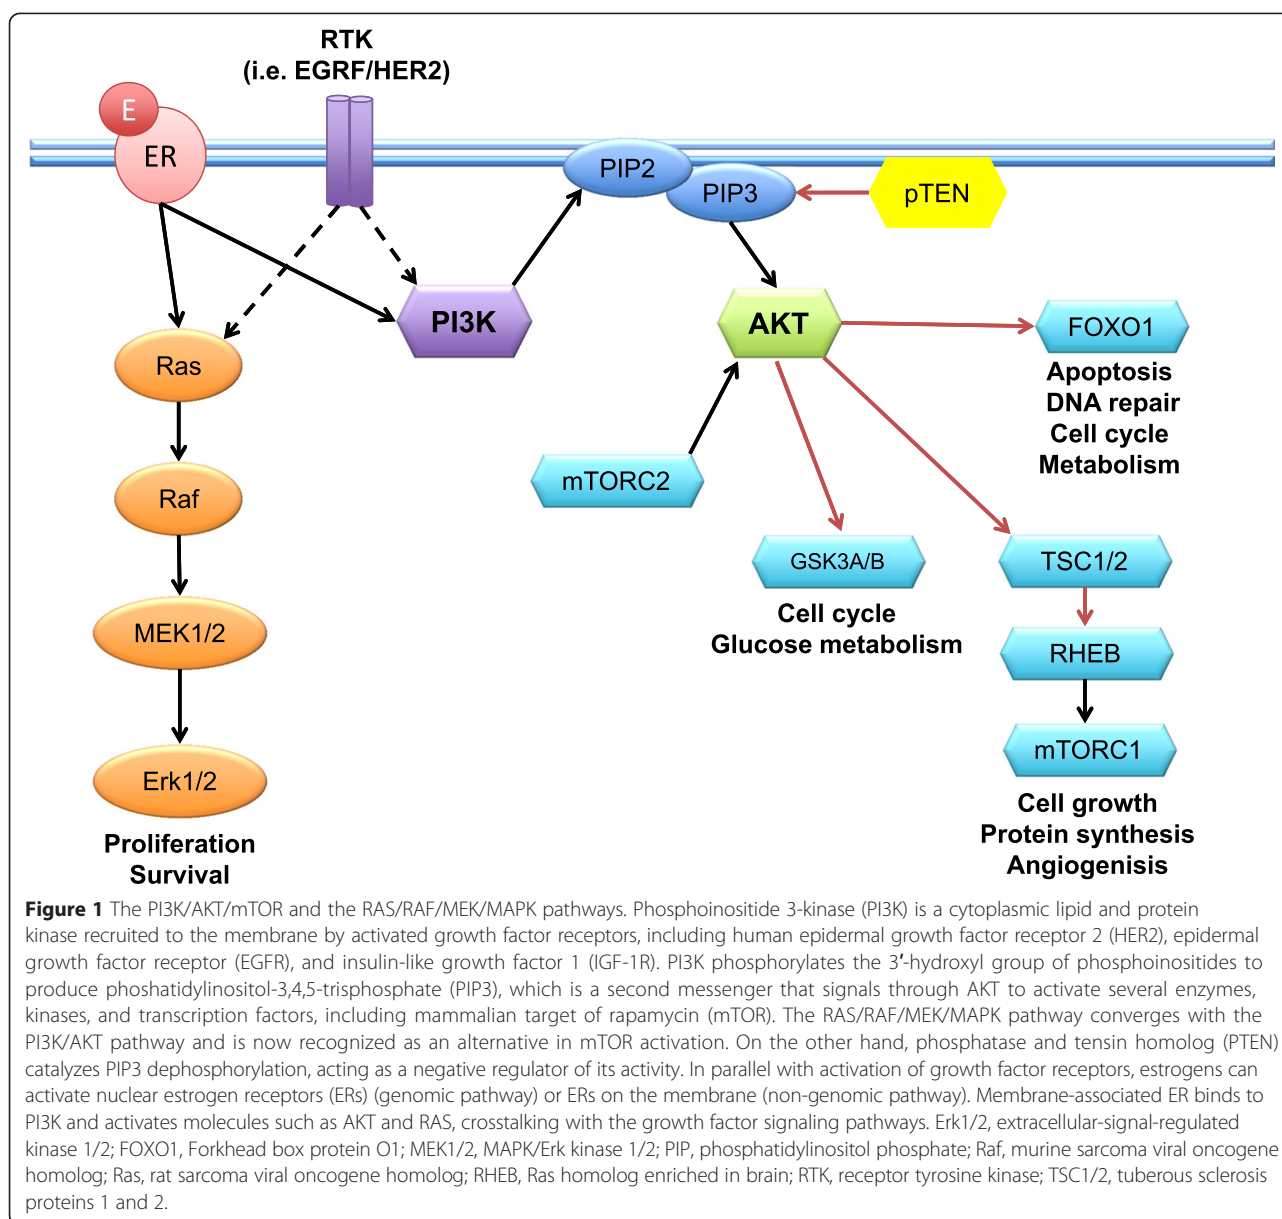 RTK
(i.e. EGRF/HER2)
E
ER
PIP2
PIP3
pTEN
PI3K
AKT
FOXO1
Apoptosis
DNA repair
Cell cycle
Metabolism
Ras
mTORC2
Raf
GSK3A/B
Cell cycle
Glucose metabolism
TSC1/2
MEK1/2
RHEB
mTORC1
Erk1/2
Cell growth
Protein synthesis
Angiogenisis
Proliferation
Survival
Figure 1 The PI3K/AKT/mTOR and the RAS/RAF/MEK/MAPK pathways. Phosphoinositide 3-kinase (PI3K) is a cytoplasmic lipid and protein
kinase recruited to the membrane by activated growth factor receptors, including human epidermal growth factor receptor 2 (HER2), epidermal
growth factor receptor (EGFR), and insulin-like growth factor 1 (IGF-1R). PI3K phosphorylates the 3′-hydroxyl group of phosphoinositides to
produce phoshatidylinositol-3,4,5-trisphosphate (PIP3), which is a second messenger that signals through AKT to activate several enzymes,
kinases, and transcription factors, including mammalian target of rapamycin (mTOR). The RAS/RAF/MEK/MAPK pathway converges with the
PI3K/AKT pathway and is now recognized as an alternative in mTOR activation. On the other hand, phosphatase and tensin homolog (PTEN)
catalyzes PIP3 dephosphorylation, acting as a negative regulator of its activity. In parallel with activation of growth factor receptors, estrogens can
activate nuclear estrogen receptors (ERs) (genomic pathway) or ERs on the membrane (non-genomic pathway). Membrane-associated ER binds to
PI3K and activates molecules such as AKT and RAS, crosstalking with the growth factor signaling pathways. Erk1/2, extracellular-signal-regulated
kinase 1/2; FOXO1, Forkhead box protein O1; MEK1/2, MAPK/Erk kinase 1/2; PIP, phosphatidylinositol phosphate; Raf, murine sarcoma viral oncogene
homolog; Ras, rat sarcoma viral oncogene homolog; RHEB, Ras homolog enriched in brain; RTK, receptor tyrosine kinase; TSC1/2, tuberous sclerosis
proteins 1 and 2.